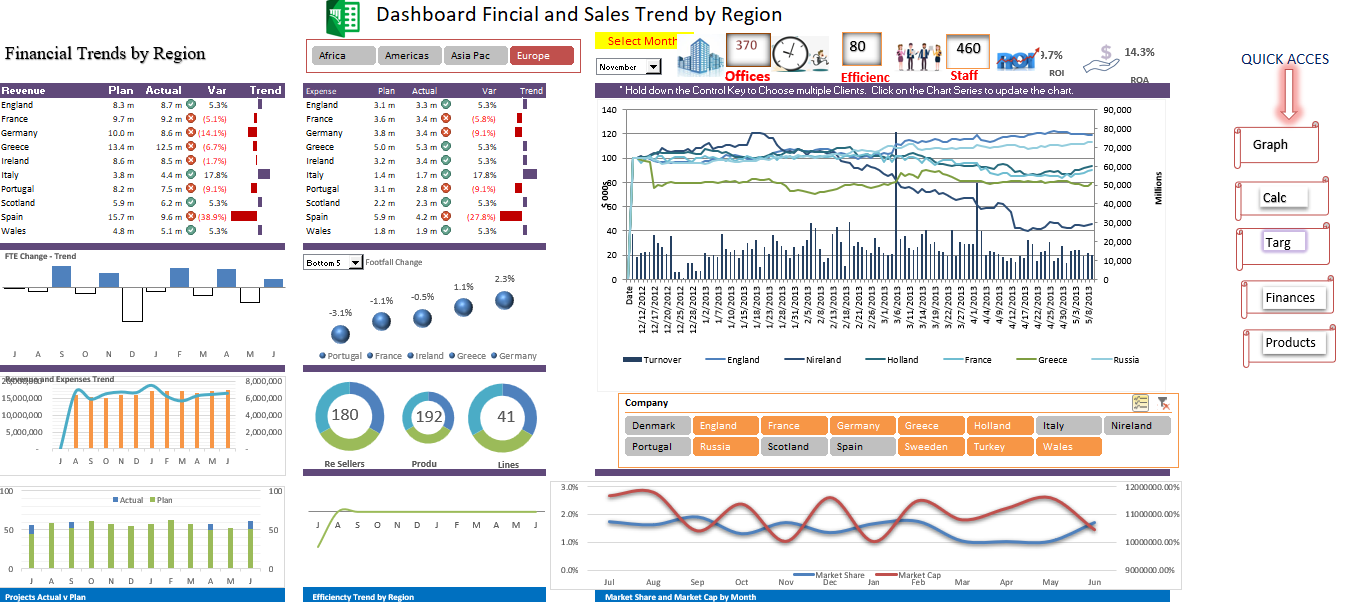 Dashboard Fincial and Sales Trend by Region
Financial Trends by Region
Africa Americas Asia Pac Europe
Select Month
November
370
Offices
80
Efficienc
460
Staff
ROI
9.7%
ROI
14.3%
ROA
QUICK ACCES
Graph
Calc
Targ
Finances
Products
Revenue Plan Actual Var Trend
England 8.3 m 8.7 m 5.3%
France 9.7 m 9.2 m (5.1%)
Germany 10.0 m 8.6 m (14.1%)
Greece 13.4 m 12.5 m (6.7%)
Ireland 8.6 m 8.5 m (1.7%)
Italy 3.8 m 4.4 m 17.8%
Portugal 8.2 m 7.5 m (9.1%)
Scotland 5.9 m 6.2 m 5.3%
Spain 15.7 m 9.6 m (38.9%)
Wales 4.8 m 5.1 m 5.3%
Expense Plan Actual Var Trend
England 3.1 m 3.3 m 5.3%
France 3.6 m 3.4 m (5.8%)
Germany 3.8 m 3.4 m (9.1%)
Greece 5.0 m 5.3 m 5.3%
Ireland 3.2 m 3.4 m 5.3%
Italy 1.4 m 1.7 m 17.8%
Portugal 3.1 m 2.8 m (9.1%)
Scotland 2.2 m 2.3 m 5.3%
Spain 5.9 m 4.2 m (27.8%)
Wales 1.8 m 1.9 m 5.3%
* Hold down the Control Key to Choose multiple Clients. Click on the Chart Series to update the chart.
140 90,000
120 80,000
100 70,000
80 60,000
60 50,000
40 40,000
20 30,000
0 20,000
10,000
0
$ 000s
Millions
Date 12/12/2012 12/17/2012 12/20/2012 12/25/2012 12/28/2012 1/2/2013 1/7/2013 1/10/2013 1/15/2013 1/18/2013 1/23/2013 1/28/2013 1/31/2013 2/5/2013 2/8/2013 2/13/2013 2/18/2013 2/21/2013 2/26/2013 3/1/2013 3/6/2013 3/11/2013 3/14/2013 3/19/2013 3/22/2013 3/27/2013 4/1/2013 4/4/2013 4/9/2013 4/12/2013 4/17/2013 4/22/2013 4/25/2013 4/30/2013 5/3/2013 5/8/2013
Turnover England Nireland Holland France Greece Russia
FTE Change - Trend
J A S O N D J F M A M J
Bottom 5 Footfall Change
-3.1% -1.1% -0.5% 1.1% 2.3%
Portugal France Ireland Greece Germany
Revenue and Expenses Trend
20,000,000 8,000,000
15,000,000 6,000,000
10,000,000 4,000,000
5,000,000 2,000,000
- -
J A S O N D J F M A M J
180
Re Sellers
192
Produ
41
Lines
Company
Denmark England France Germany Greece Holland Italy Nireland
Portugal Russia Scotland Spain Sweeden Turkey Wales
100 100
Actual Plan
50 50
0 0
J A S O N D J F M A M J
Projects Actual v Plan
J A S O N D J F M A M J
Efficiencty Trend by Region
3.0% 12000000.00%
2.0% 11000000.00%
1.0% 10000000.00%
0.0% 9000000.00%
Jul Aug Sep Oct Nov Dec Jan Feb Mar Apr May Jun
Market Share Market Cap
Market Share and Market Cap by Month